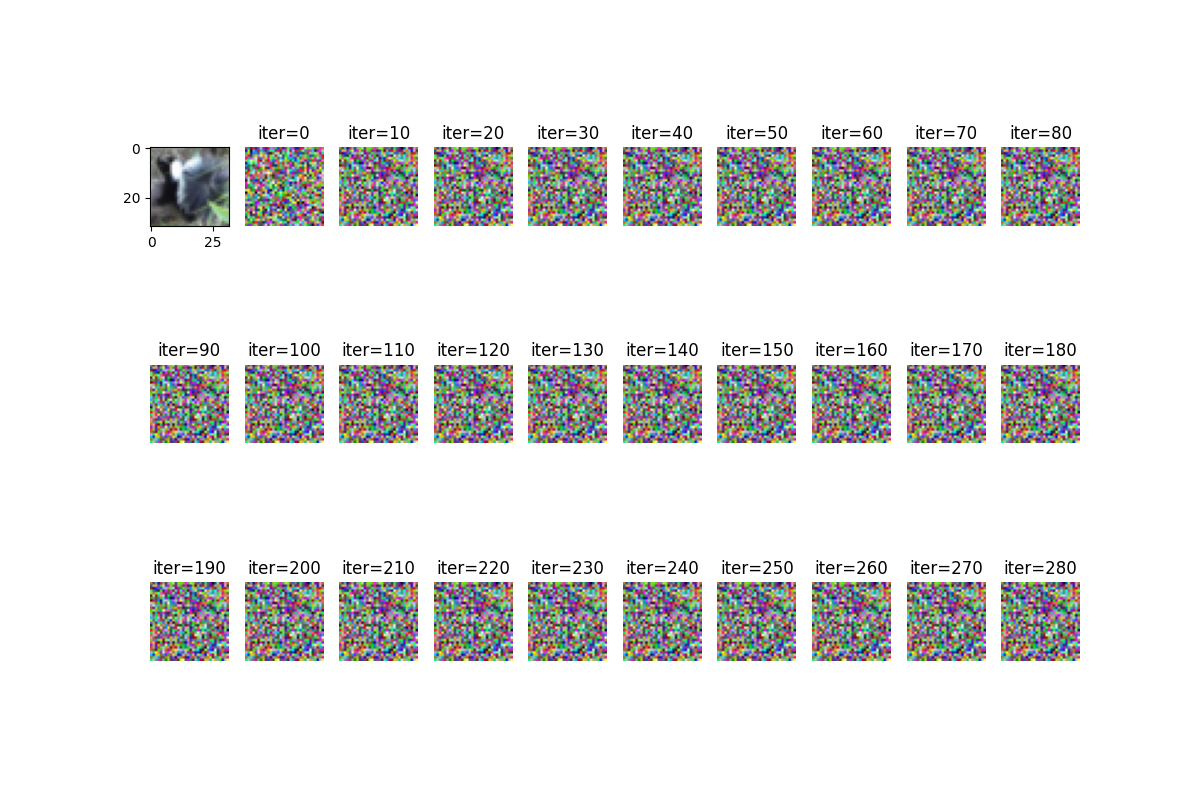 iter=0 iter=10 iter=20 iter=30 iter=40 iter=50 iter=60 iter=70 iter=80
0
20
0 25
iter=90 iter=100 iter=110 iter=120 iter=130 iter=140 iter=150 iter=160 iter=170 iter=180
iter=190 iter=200 iter=210 iter=220 iter=230 iter=240 iter=250 iter=260 iter=270 iter=280